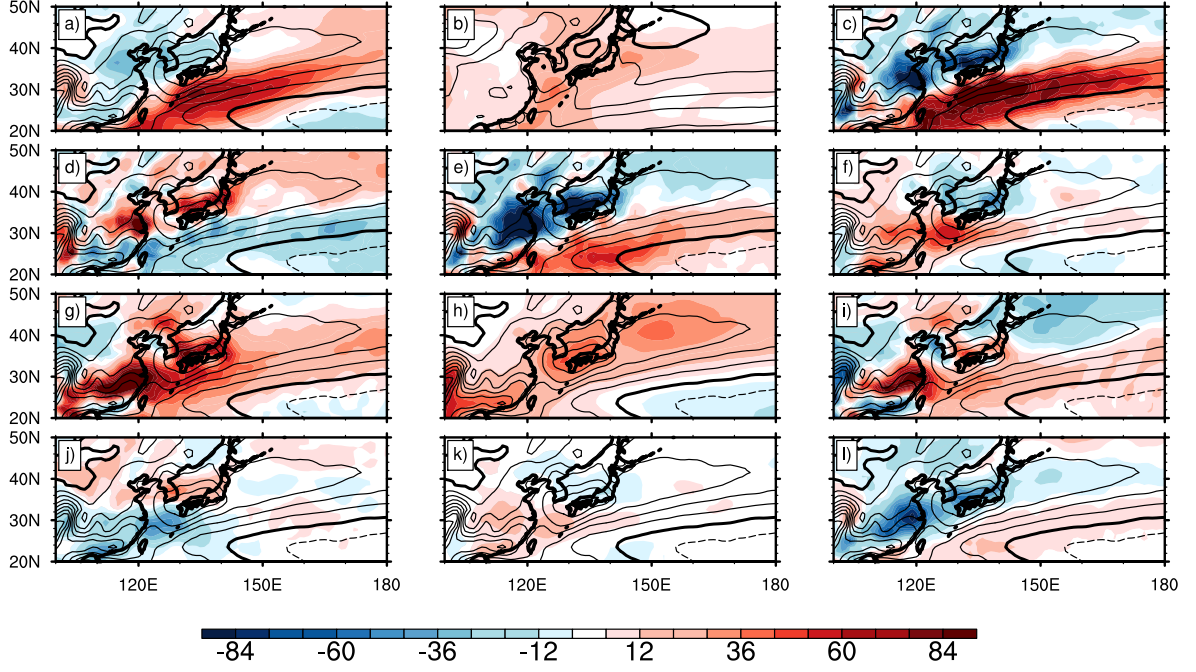 50N
a)
b)
c)
40N
30N
20N
50N
d)
e)
f)
40N
30N
20N
50N
g)
h)
i)
40N
30N
20N
50N
j)
k)
l)
40N
30N
20N
120E 150E 180 120E 150E 180 120E 150E 180
-84 -60 -36 -12 12 36 60 84